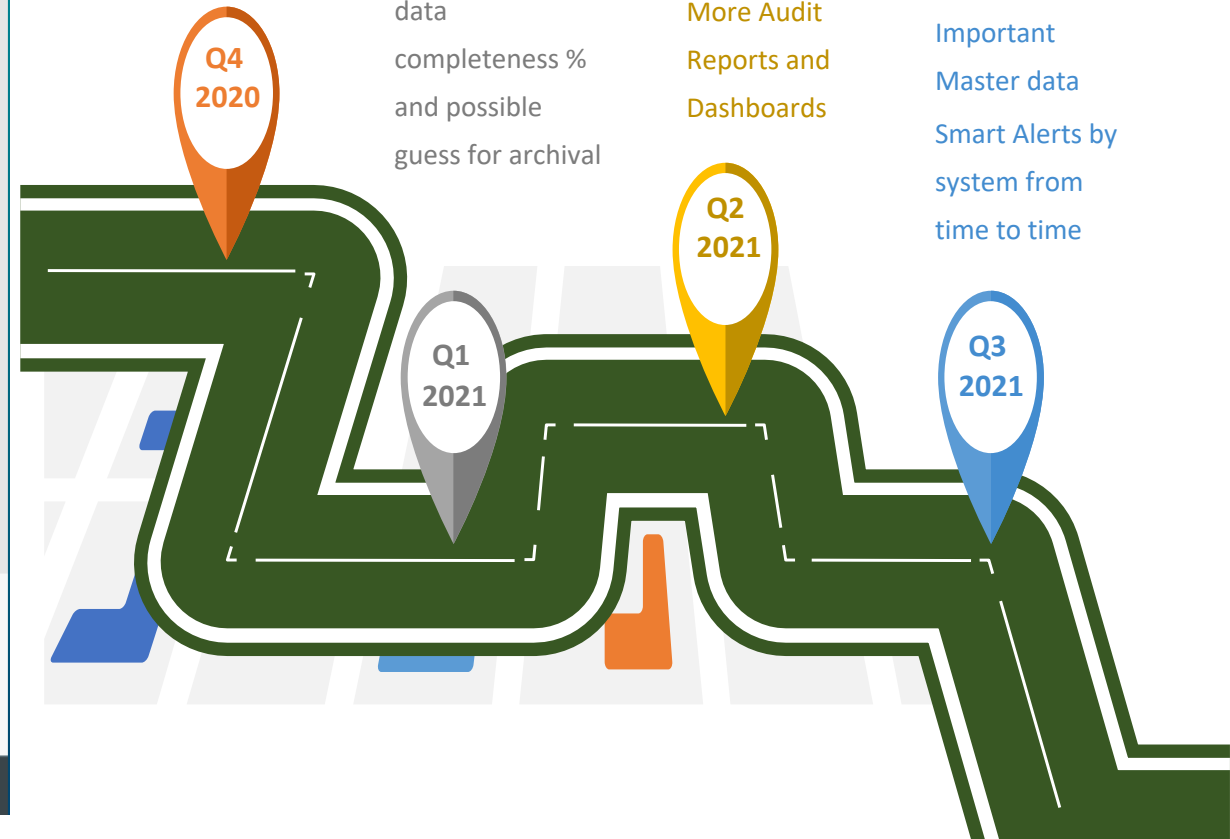 Q4
2020
data
completeness %
and possible
guess for archival
Q1
2021
More Audit
Reports and
Dashboards
Q2
2021
Important
Master data
Smart Alerts by
system from
time to time
Q3
2021